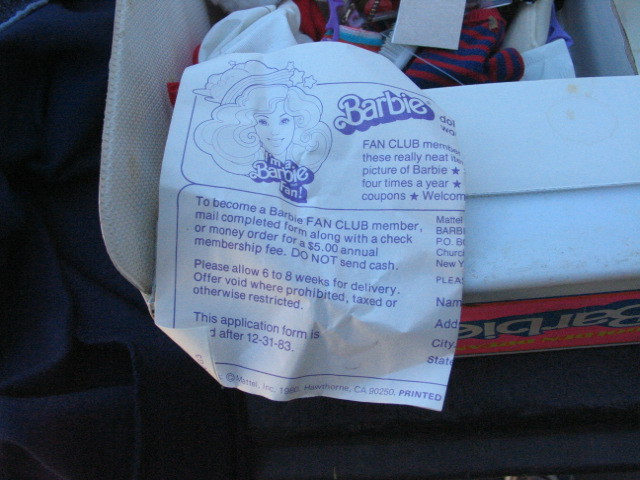 Barbie
I'm a
Barbie
fan!
FAN CLUB
these really neat
picture of Barbie ★
four times a year ★
coupons ★ Welcom
To become a Barbie FAN CLUB member,
mail completed form along with a check
or money order for a $5.00 annual
membership fee. DO NOT send cash.
Please allow 6 to 8 weeks for delivery.
Offer void where prohibited, taxed or
otherwise restricted.
This application form is
d after 12-31-83.
Mattel
BARB
P.O. B
Church
New Y
PLEAS
Nam
Add
City
State
© Mattel, Inc. 1980, Hawthorne, CA 90250, PRINTED
Barbie